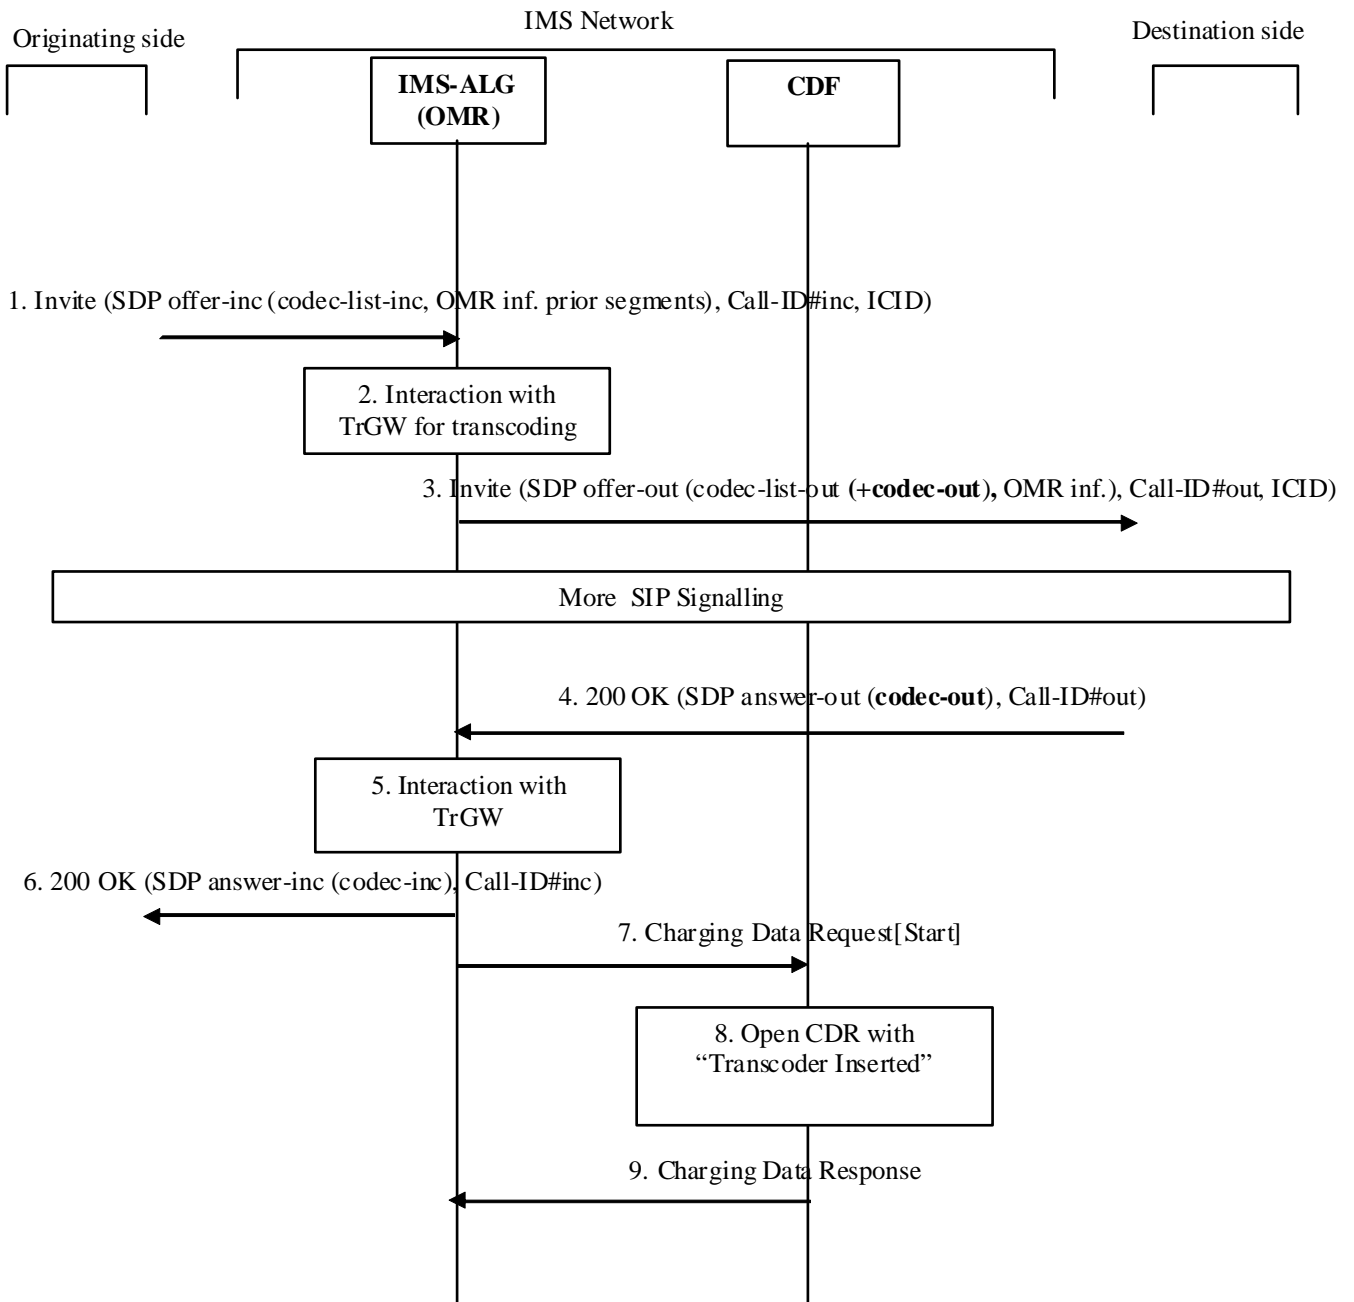 IMS Network
Originating side
Destination side
IMS-ALG
(OMR)
CDF
1. Invite (SDP offer-inc (codec-list-inc, OMR inf. prior segments), Call-ID#inc, ICID)
2. Interaction with
TrGW for transcoding
3. Invite (SDP offer-out (codec-list-out (+codec-out), OMR inf.), Call-ID#out, ICID)
More SIP Signalling
4. 200 OK (SDP answer-out (codec-out), Call-ID#out)
5. Interaction with
TrGW
6. 200 OK (SDP answer-inc (codec-inc), Call-ID#inc)
7. Charging Data Request[Start]
8. Open CDR with
“Transcoder Inserted”
9. Charging Data Response